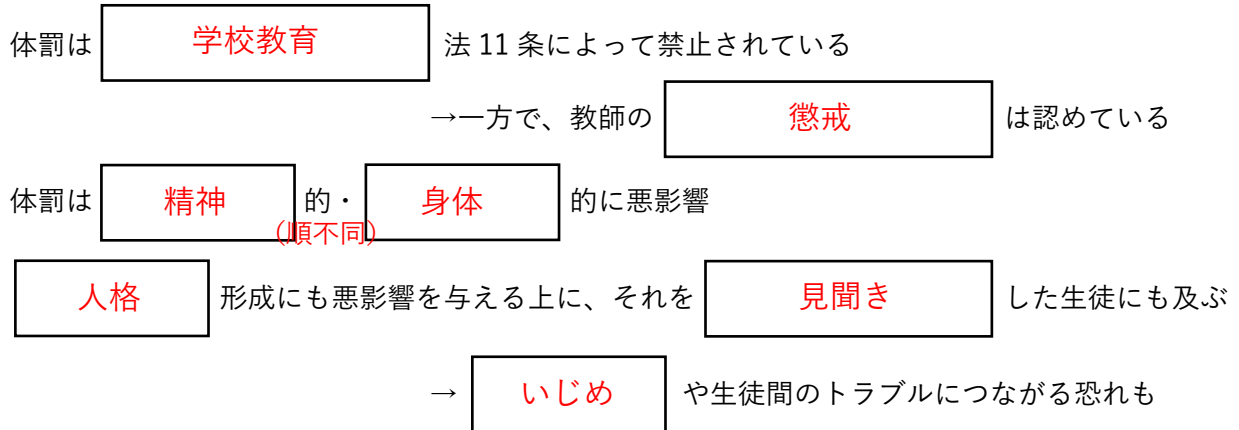 体罰は 学校教育 法 11 条によって禁止されている
→一方で、教師の 懲戒 は認めている
体罰は 精神 的・ 身体 的に悪影響
(順不同)
人格 形成にも悪影響を与える上に、それを 見聞き した生徒にも及ぶ
→ いじめ や生徒間のトラブルにつながる恐れも